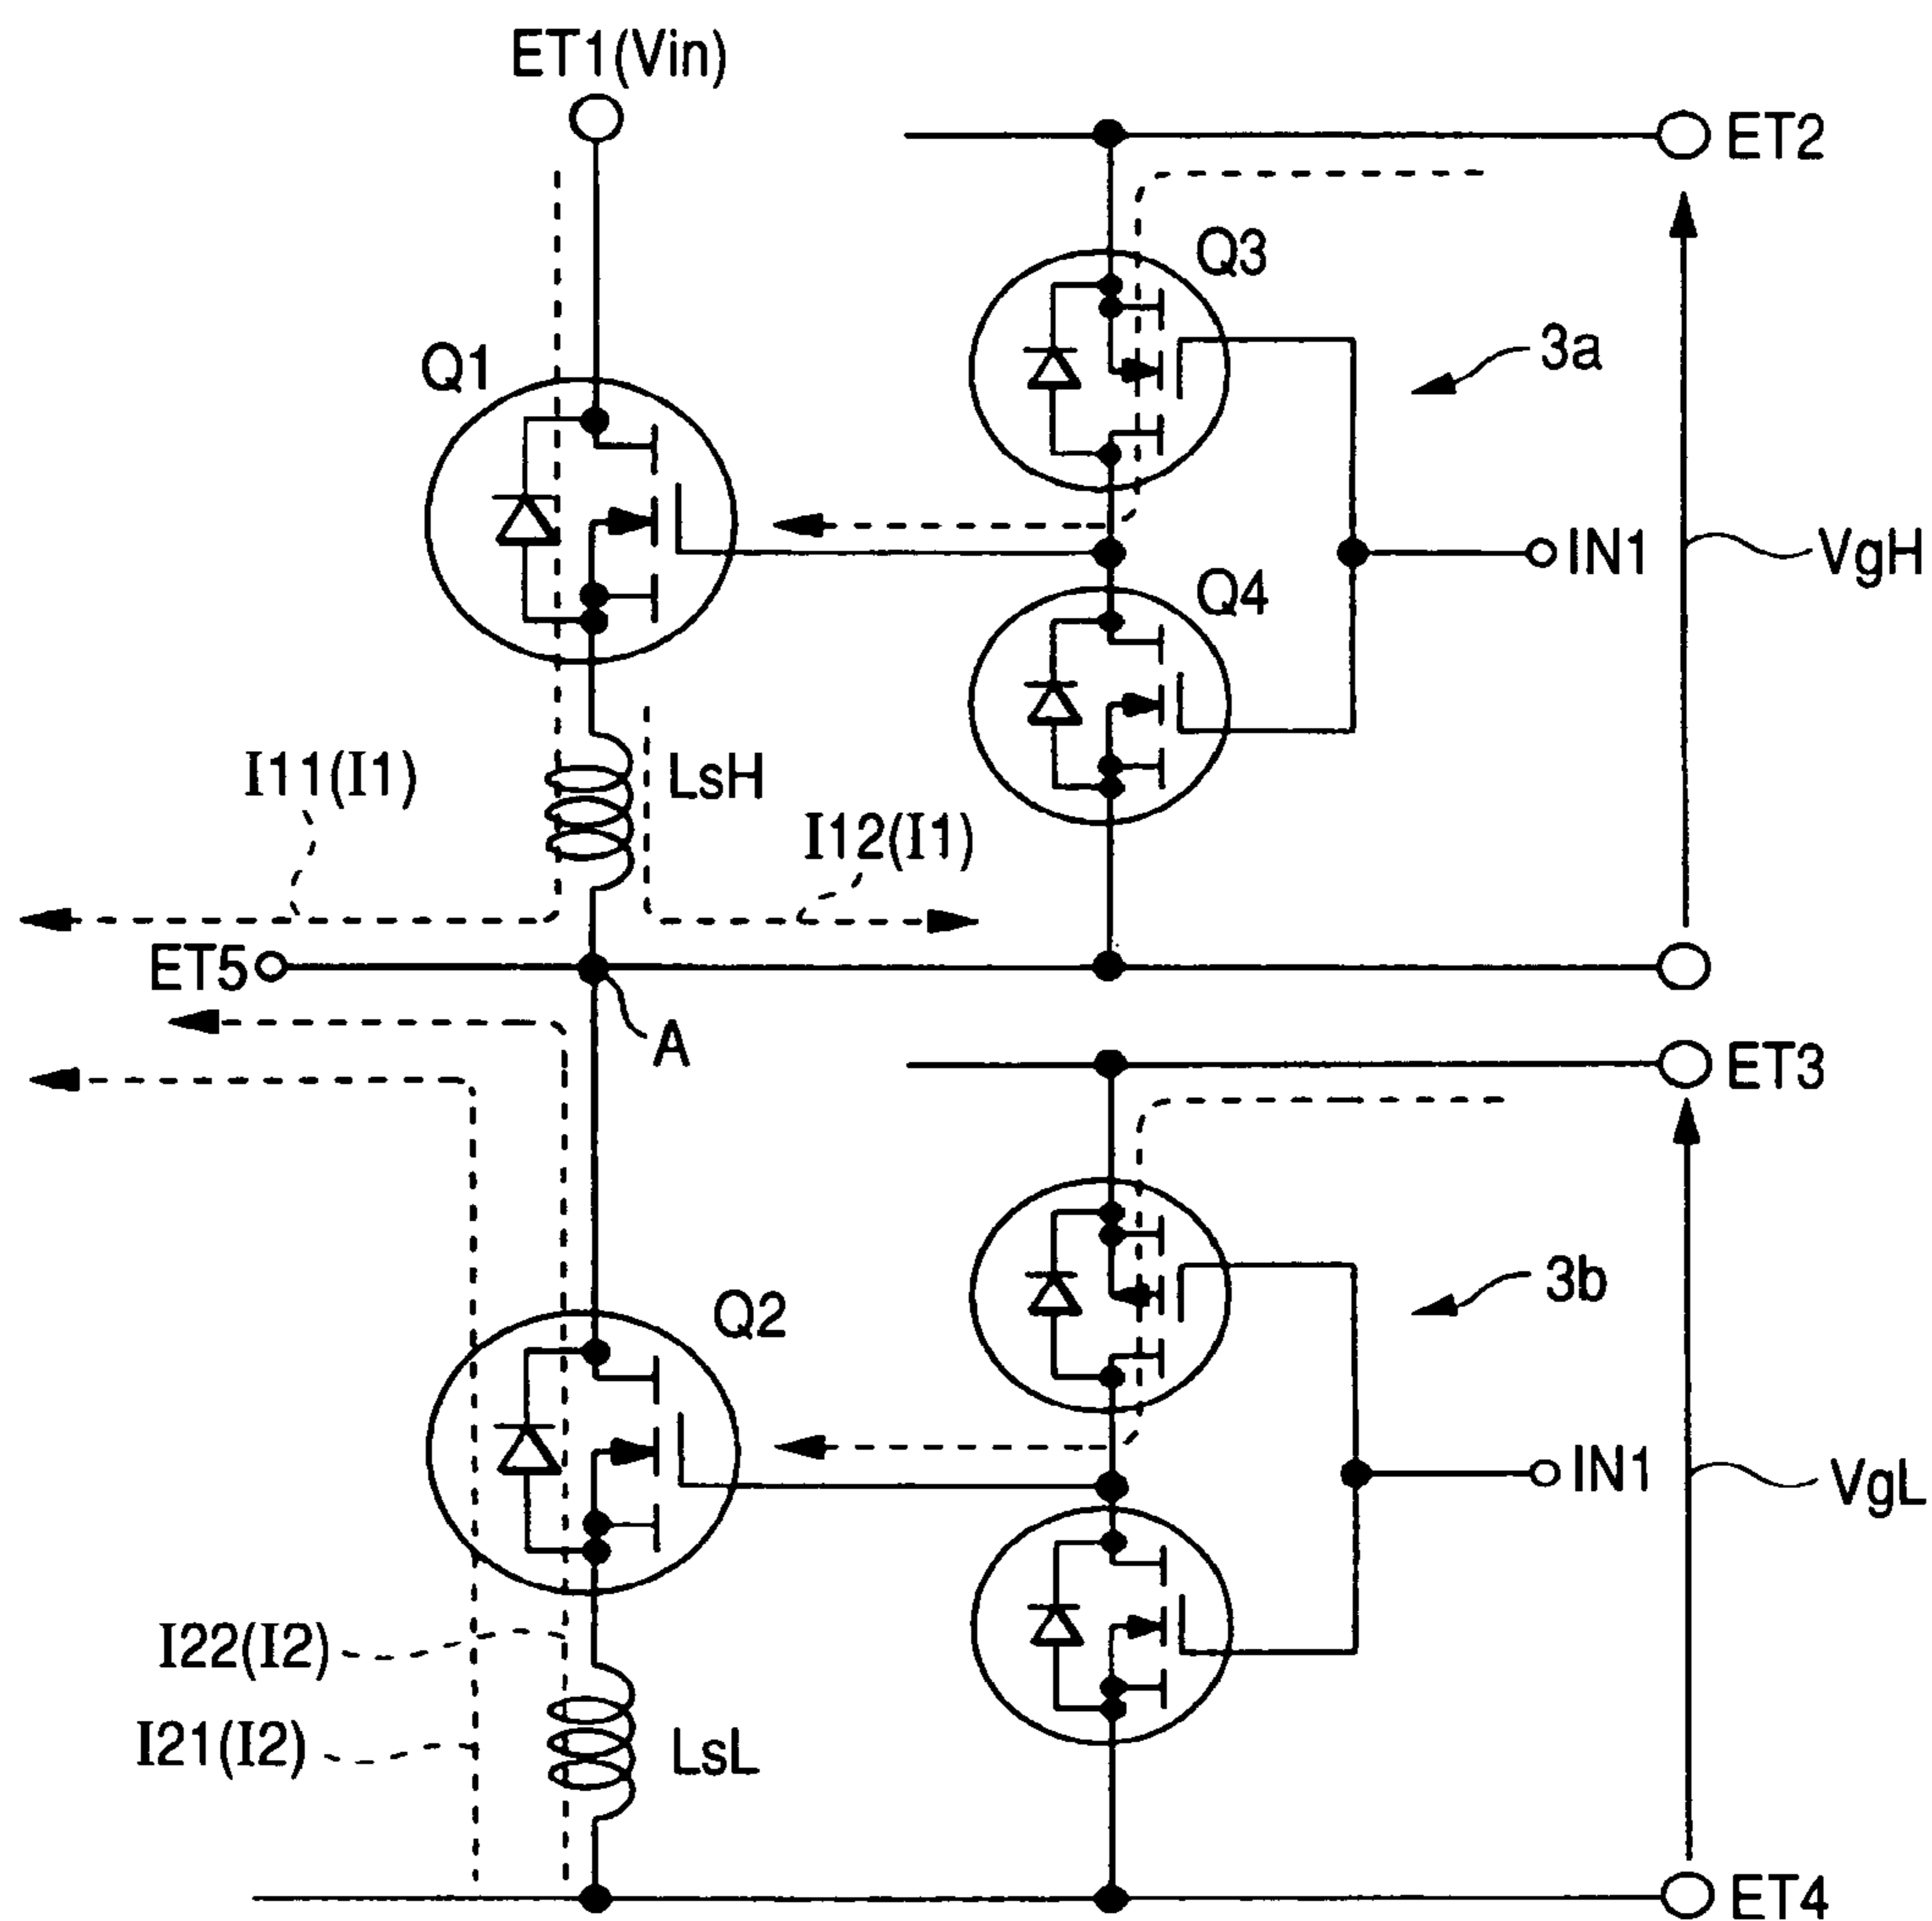 ET1(Vin)
ET2
Q3
3a
Q1
IN1
VgH
Q4
LsH
I11(I1)
I12(I1)
ET5
A
ET3
3b
Q2
IN1
VgL
I22(I2)
I21(I2)
LsL
ET4